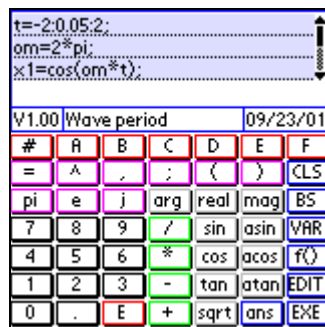 t=-2:0.05:2;
om=2*pi;
x1=cos(om*t);
V1.00 Wave period 09/23/01
# A B C D E F
= ^ , ; ( ) CLS
pi e j arg real mag BS
7 8 9 / sin asin VAR
4 5 6 * cos acos f()
1 2 3 - tan atan EDIT
0 . E + sqrt ans EXE